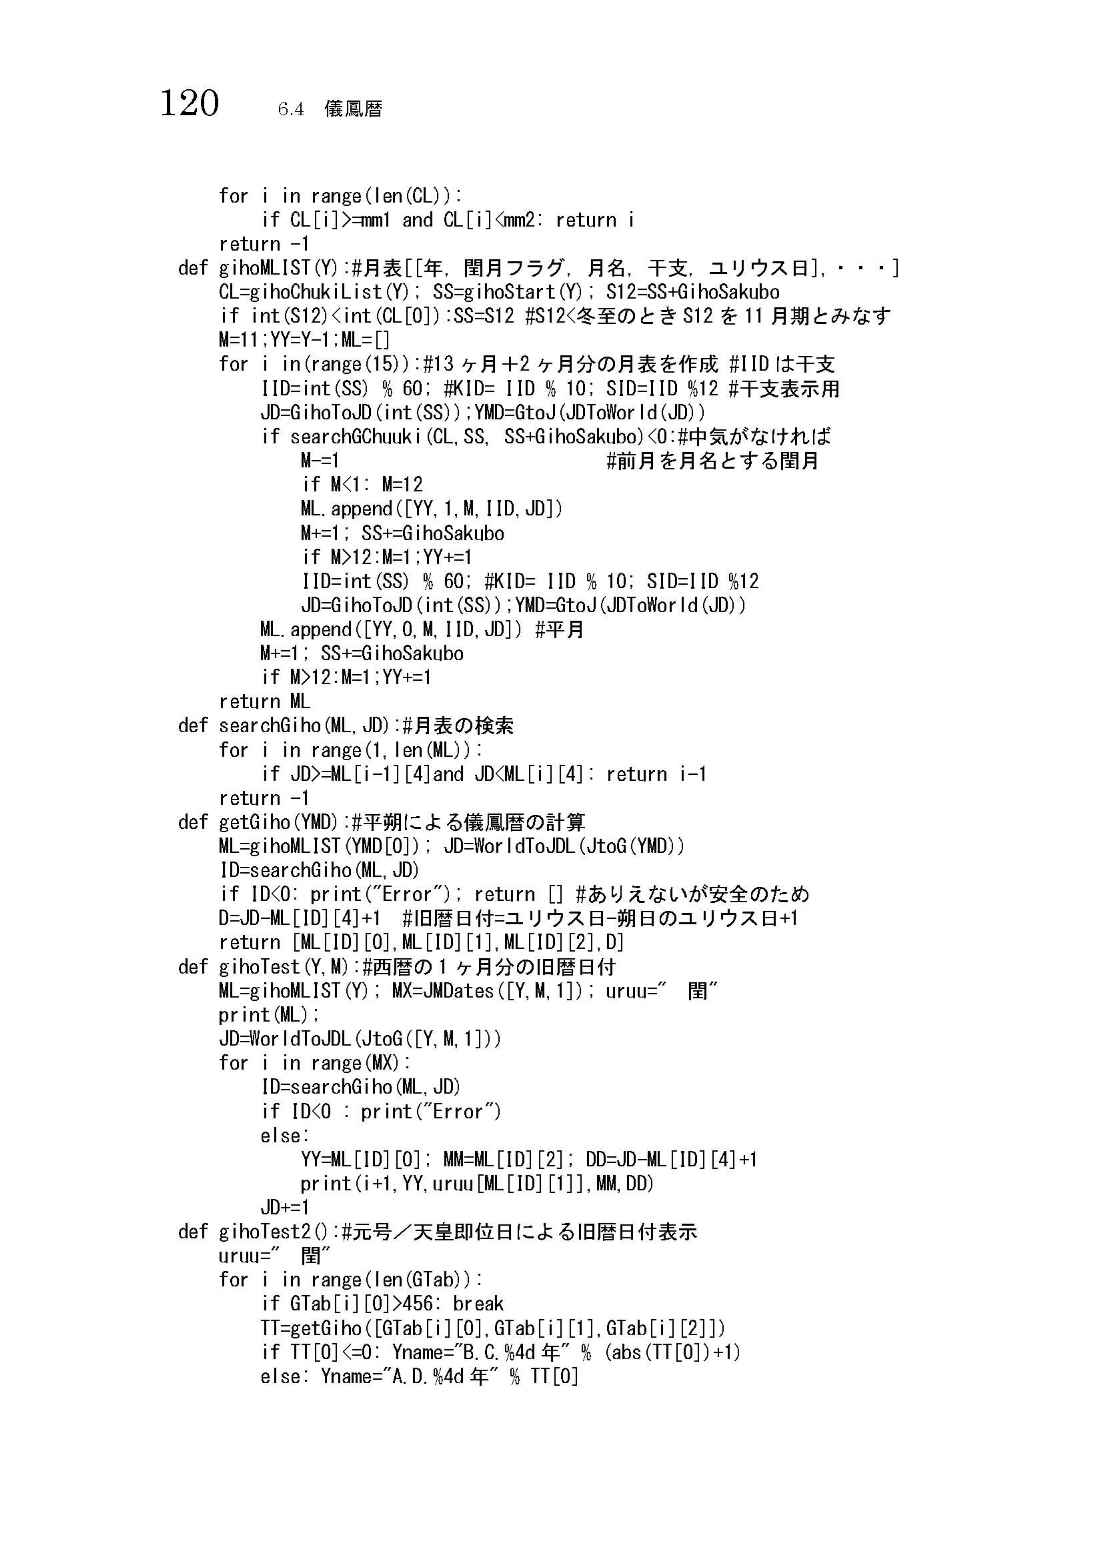 120 6.4 儀鳳暦
    for i in range(len(CL)):
        if CL[i]>=mm1 and CL[i]<mm2: return i
    return -1
def gihoMLIST(Y):#月表[[年, 閏月フラグ, 月名, 干支, ユリウス日],・・・]
    CL=gihoChukiList(Y); SS=gihoStart(Y); S12=SS+GihoSakubo
    if int(S12)<int(CL[0]):SS=S12 #S12<冬至のとき S12 を 11 月期とみなす
    M=11;YY=Y-1;ML=[]
    for i in(range(15)):#13 ヶ月＋2 ヶ月分の月表を作成 #IID は干支
        IID=int(SS) % 60; #KID= IID % 10; SID=IID %12 #干支表示用
        JD=GihoToJD(int(SS));YMD=GtoJ(JDToWorld(JD))
        if searchGChuuki(CL,SS, SS+GihoSakubo)<0:#中気がなければ
            M-=1                          #前月を月名とする閏月
            if M<1: M=12
            ML.append([YY,1,M,IID,JD])
            M+=1; SS+=GihoSakubo
            if M>12:M=1;YY+=1
            IID=int(SS) % 60; #KID= IID % 10; SID=IID %12
            JD=GihoToJD(int(SS));YMD=GtoJ(JDToWorld(JD))
        ML.append([YY,0,M,IID,JD]) #平月
        M+=1; SS+=GihoSakubo
        if M>12:M=1;YY+=1
    return ML
def searchGiho(ML,JD):#月表の検索
    for i in range(1,len(ML)):
        if JD>=ML[i-1][4]and JD<ML[i][4]: return i-1
    return -1
def getGiho(YMD):#平朔による儀鳳暦の計算
    ML=gihoMLIST(YMD[0]); JD=WorldToJDL(JtoG(YMD))
    ID=searchGiho(ML,JD)
    if ID<0: print("Error"); return [] #ありえないが安全のため
    D=JD-ML[ID][4]+1  #旧暦日付=ユリウス日-朔日のユリウス日+1
    return [ML[ID][0],ML[ID][1],ML[ID][2],D]
def gihoTest(Y,M):#西暦の 1 ヶ月分の旧暦日付
    ML=gihoMLIST(Y); MX=JMDates([Y,M,1]); uruu="　閏"
    print(ML);
    JD=WorldToJDL(JtoG([Y,M,1]))
    for i in range(MX):
        ID=searchGiho(ML,JD)
        if ID<0 : print("Error")
        else:
            YY=ML[ID][0]; MM=ML[ID][2]; DD=JD-ML[ID][4]+1
            print(i+1,YY,uruu[ML[ID][1]],MM,DD)
        JD+=1
def gihoTest2():#元号／天皇即位日による旧暦日付表示
    uruu="　閏"
    for i in range(len(GTab)):
        if GTab[i][0]>456: break
        TT=getGiho([GTab[i][0],GTab[i][1],GTab[i][2]])
        if TT[0]<=0: Yname="B.C.%4d 年" % (abs(TT[0])+1)
        else: Yname="A.D.%4d 年" % TT[0]